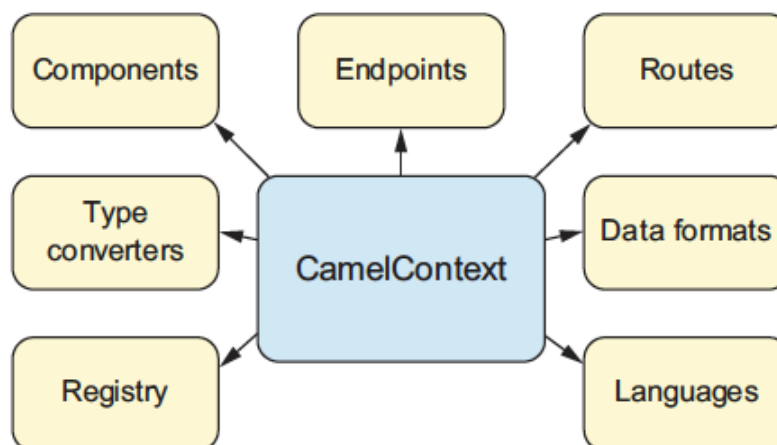 Components
Endpoints
Routes
Type
converters
CamelContext
Data formats
Registry
Languages